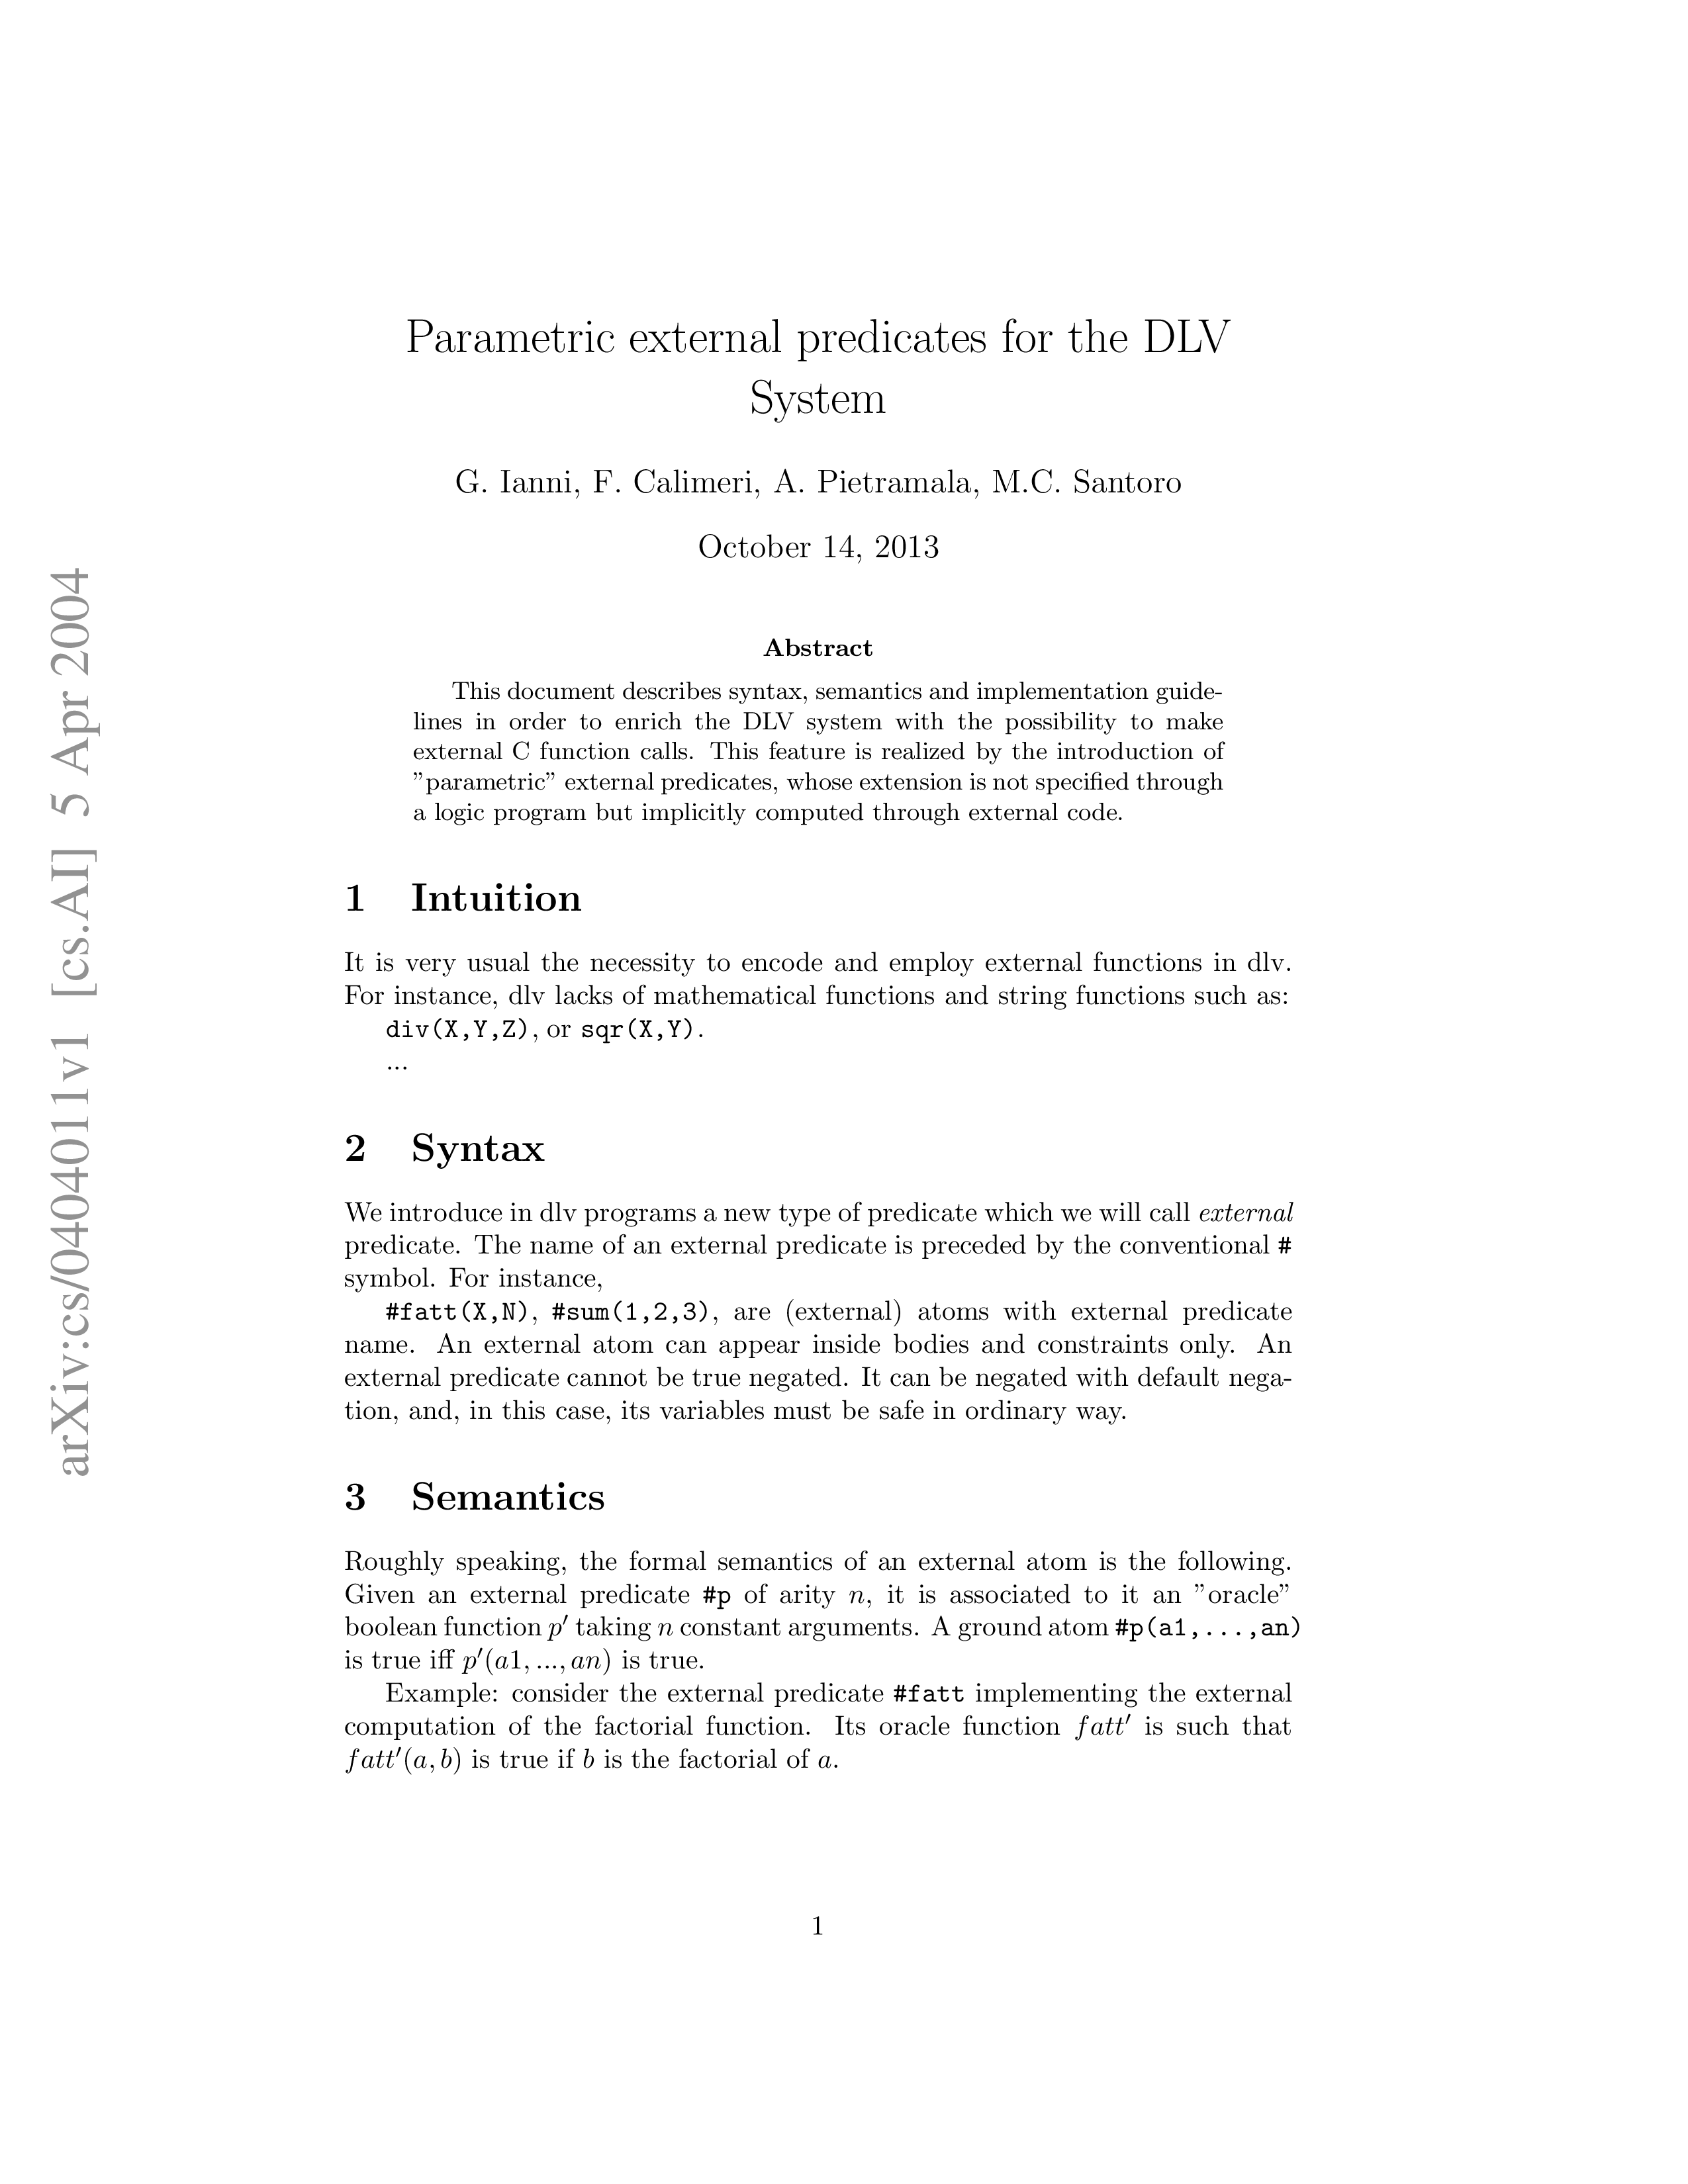 Parametric external predicates for the DLV
System
G. Ianni, F. Calimeri, A. Pietramala, M.C. Santoro
October 14, 2013
Abstract
This document describes syntax, semantics and implementation guide-
lines in order to enrich the DLV system with the possibility to make
external C function calls. This feature is realized by the introduction of
”parametric” external predicates, whose extension is not specified through
a logic program but implicitly computed through external code.
1 Intuition
It is very usual the necessity to encode and employ external functions in dlv.
For instance, dlv lacks of mathematical functions and string functions such as:
div(X,Y,Z), or sqr(X,Y).
...
2 Syntax
We introduce in dlv programs a new type of predicate which we will call external
predicate. The name of an external predicate is preceded by the conventional #
symbol. For instance,
#fatt(X,N), #sum(1,2,3), are (external) atoms with external predicate
name. An external atom can appear inside bodies and constraints only. An
external predicate cannot be true negated. It can be negated with default nega-
tion, and, in this case, its variables must be safe in ordinary way.
3 Semantics
Roughly speaking, the formal semantics of an external atom is the following.
Given an external predicate #p of arity n, it is associated to it an ”oracle”
boolean function p′ taking n constant arguments. A ground atom #p(a1,...,an)
is true iff p′(a1, ..., an) is true.
Example: consider the external predicate #fatt implementing the external
computation of the factorial function. Its oracle function fatt′ is such that
fatt′(a, b) is true if b is the factorial of a.
1
arXiv:cs/0404011v1 [cs.AI] 5 Apr 2004